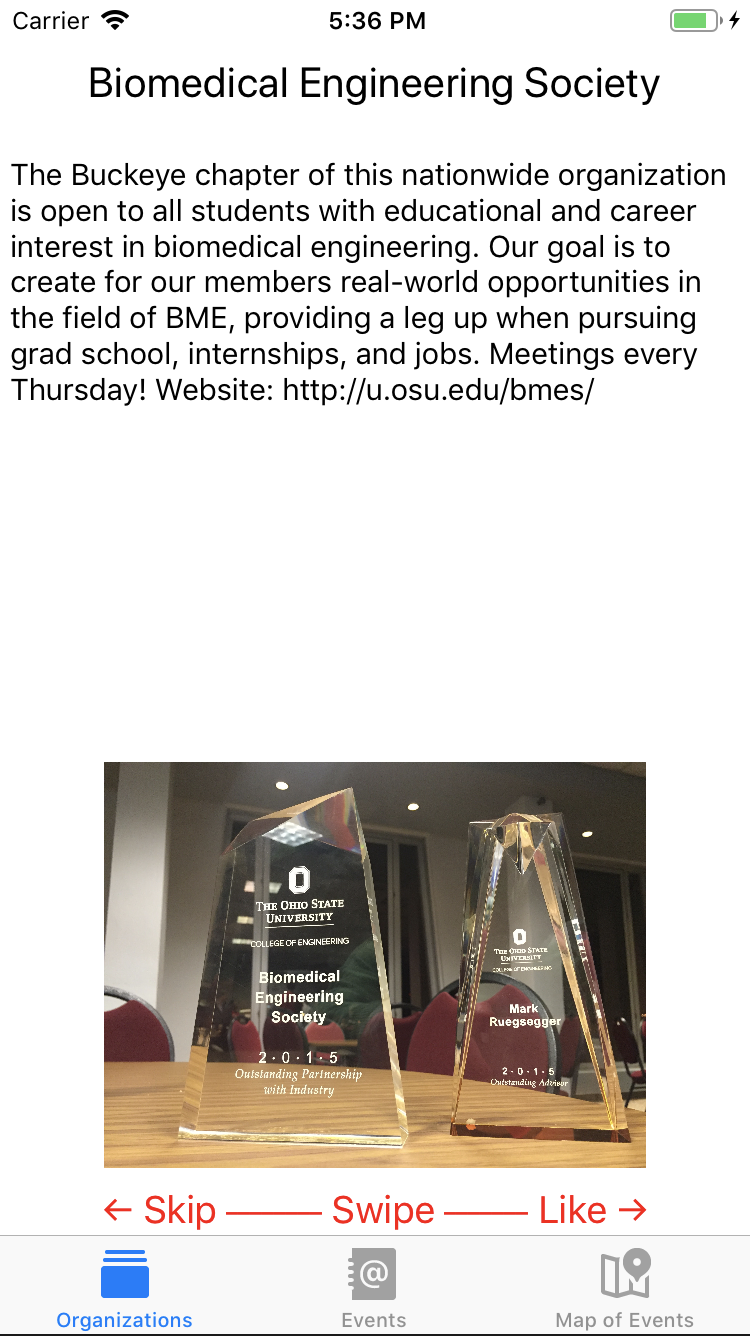 Carrier 5:36 PM
Biomedical Engineering Society
The Buckeye chapter of this nationwide organization
is open to all students with educational and career
interest in biomedical engineering. Our goal is to
create for our members real-world opportunities in
the field of BME, providing a leg up when pursuing
grad school, internships, and jobs. Meetings every
Thursday! Website: http://u.osu.edu/bmes/
THE OHIO STATE
UNIVERSITY
COLLEGE OF ENGINEERING
Biomedical
Engineering
Society
2·0·1·5
Outstanding Partnership
with Industry
THE OHIO STATE
UNIVERSITY
COLLEGE OF ENGINEERING
Mark
Ruegsegger
2·0·1·5
Outstanding Advisor
← Skip —— Swipe —— Like →
Organizations Events Map of Events